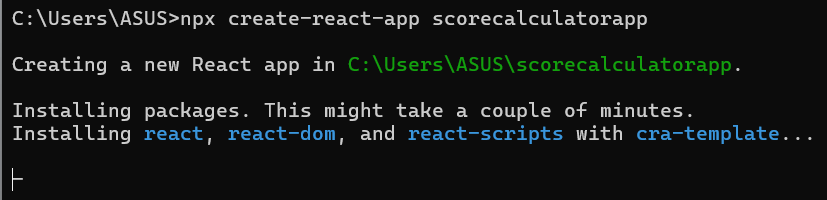 C:\Users\ASUS>npx create-react-app scorecalculatorapp
Creating a new React app in C:\Users\ASUS\scorecalculatorapp.
Installing packages. This might take a couple of minutes.
Installing react, react-dom, and react-scripts with cra-template...